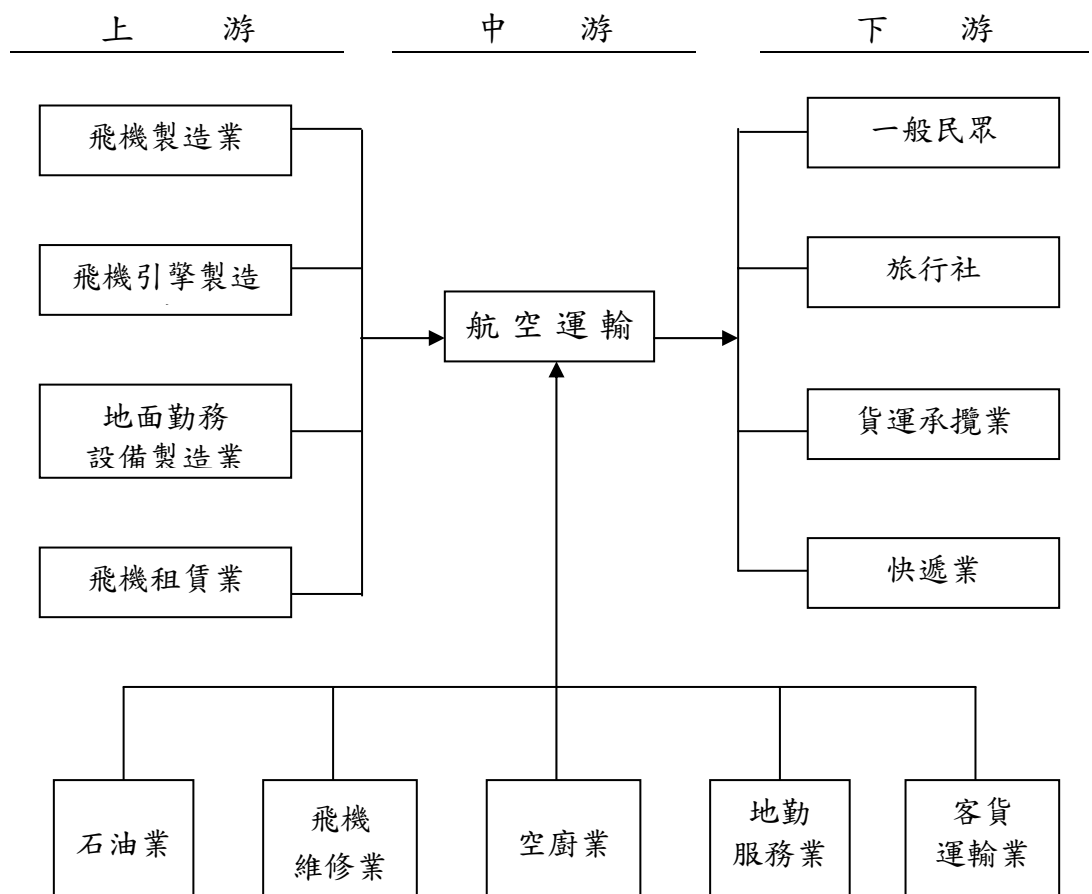 上游
中游
下游
飛機製造業
飛機引擎製造
地面勤務
設備製造業
飛機租賃業
航空運輸
一般民眾
旅行社
貨運承攬業
快遞業
石油業
飛機
維修業
空廚業
地勤
服務業
客貨
運輸業